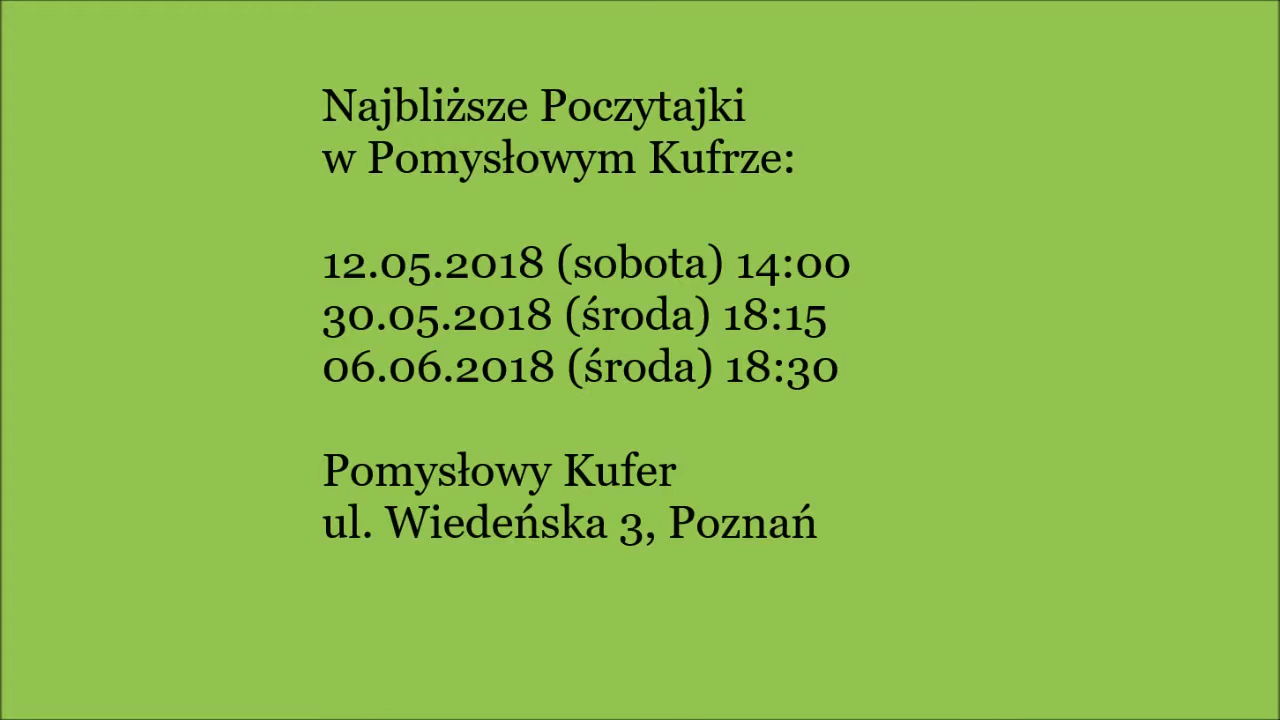 Najbliższe Poczytajki
w Pomysłowym Kufrze:
12.05.2018 (sobota) 14:00
30.05.2018 (środa) 18:15
06.06.2018 (środa) 18:30
Pomysłowy Kufer
ul. Wiedeńska 3, Poznań